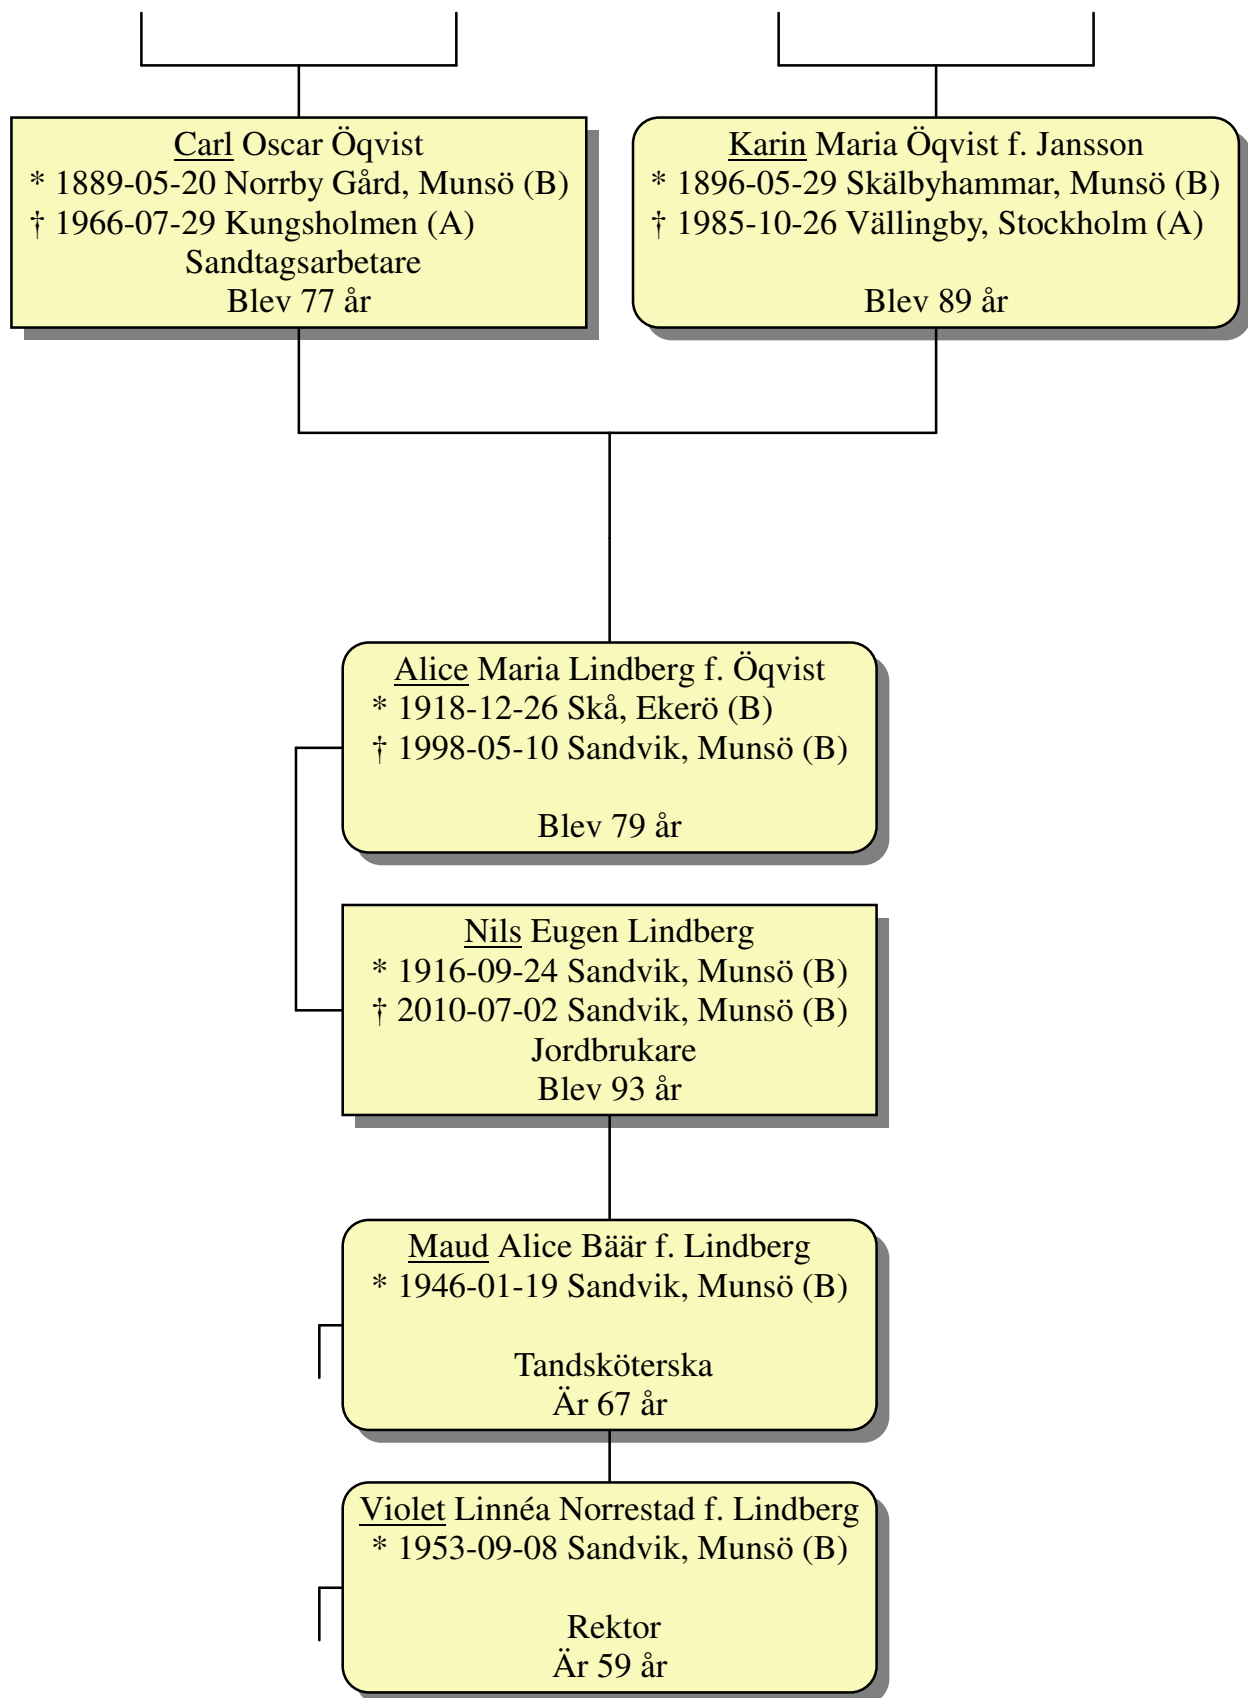 Carl Oscar Öqvist
* 1889-05-20 Norrby Gård, Munsö (B)
† 1966-07-29 Kungsholmen (A)
Sandtagsarbetare
Blev 77 år
Karin Maria Öqvist f. Jansson
* 1896-05-29 Skälbyhammar, Munsö (B)
† 1985-10-26 Vällingby, Stockholm (A)
Blev 89 år
Alice Maria Lindberg f. Öqvist
* 1918-12-26 Skå, Ekerö (B)
† 1998-05-10 Sandvik, Munsö (B)
Blev 79 år
Nils Eugen Lindberg
* 1916-09-24 Sandvik, Munsö (B)
† 2010-07-02 Sandvik, Munsö (B)
Jordbrukare
Blev 93 år
Maud Alice Bäär f. Lindberg
* 1946-01-19 Sandvik, Munsö (B)
Tandsköterska
Är 67 år
Violet Linnéa Norrestad f. Lindberg
* 1953-09-08 Sandvik, Munsö (B)
Rektor
Är 59 år